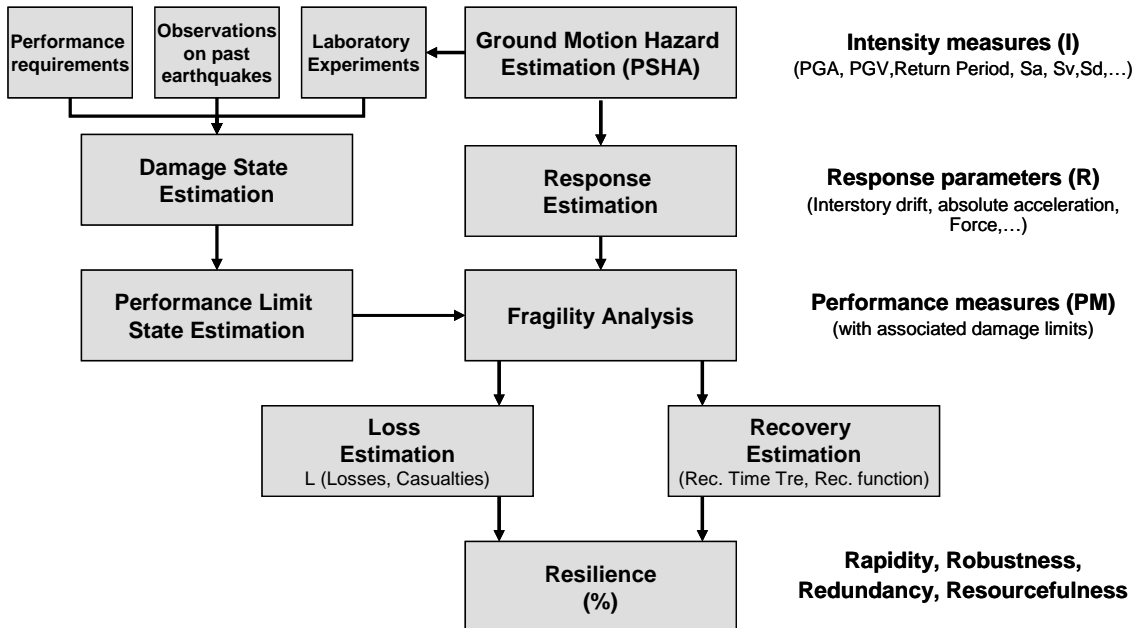 Performance
requirements
Observations
on past
earthquakes
Laboratory
Experiments
Ground Motion Hazard
Estimation (PSHA)
Intensity measures (I)
(PGA, PGV,Return Period, Sa, Sv,Sd,…)
Damage State
Estimation
Response
Estimation
Response parameters (R)
(Interstory drift, absolute acceleration,
Force,…)
Performance Limit
State Estimation
Fragility Analysis
Performance measures (PM)
(with associated damage limits)
Loss
Estimation
L (Losses, Casualties)
Recovery
Estimation
(Rec. Time Tre, Rec. function)
Resilience
(%)
Rapidity, Robustness,
Redundancy, Resourcefulness